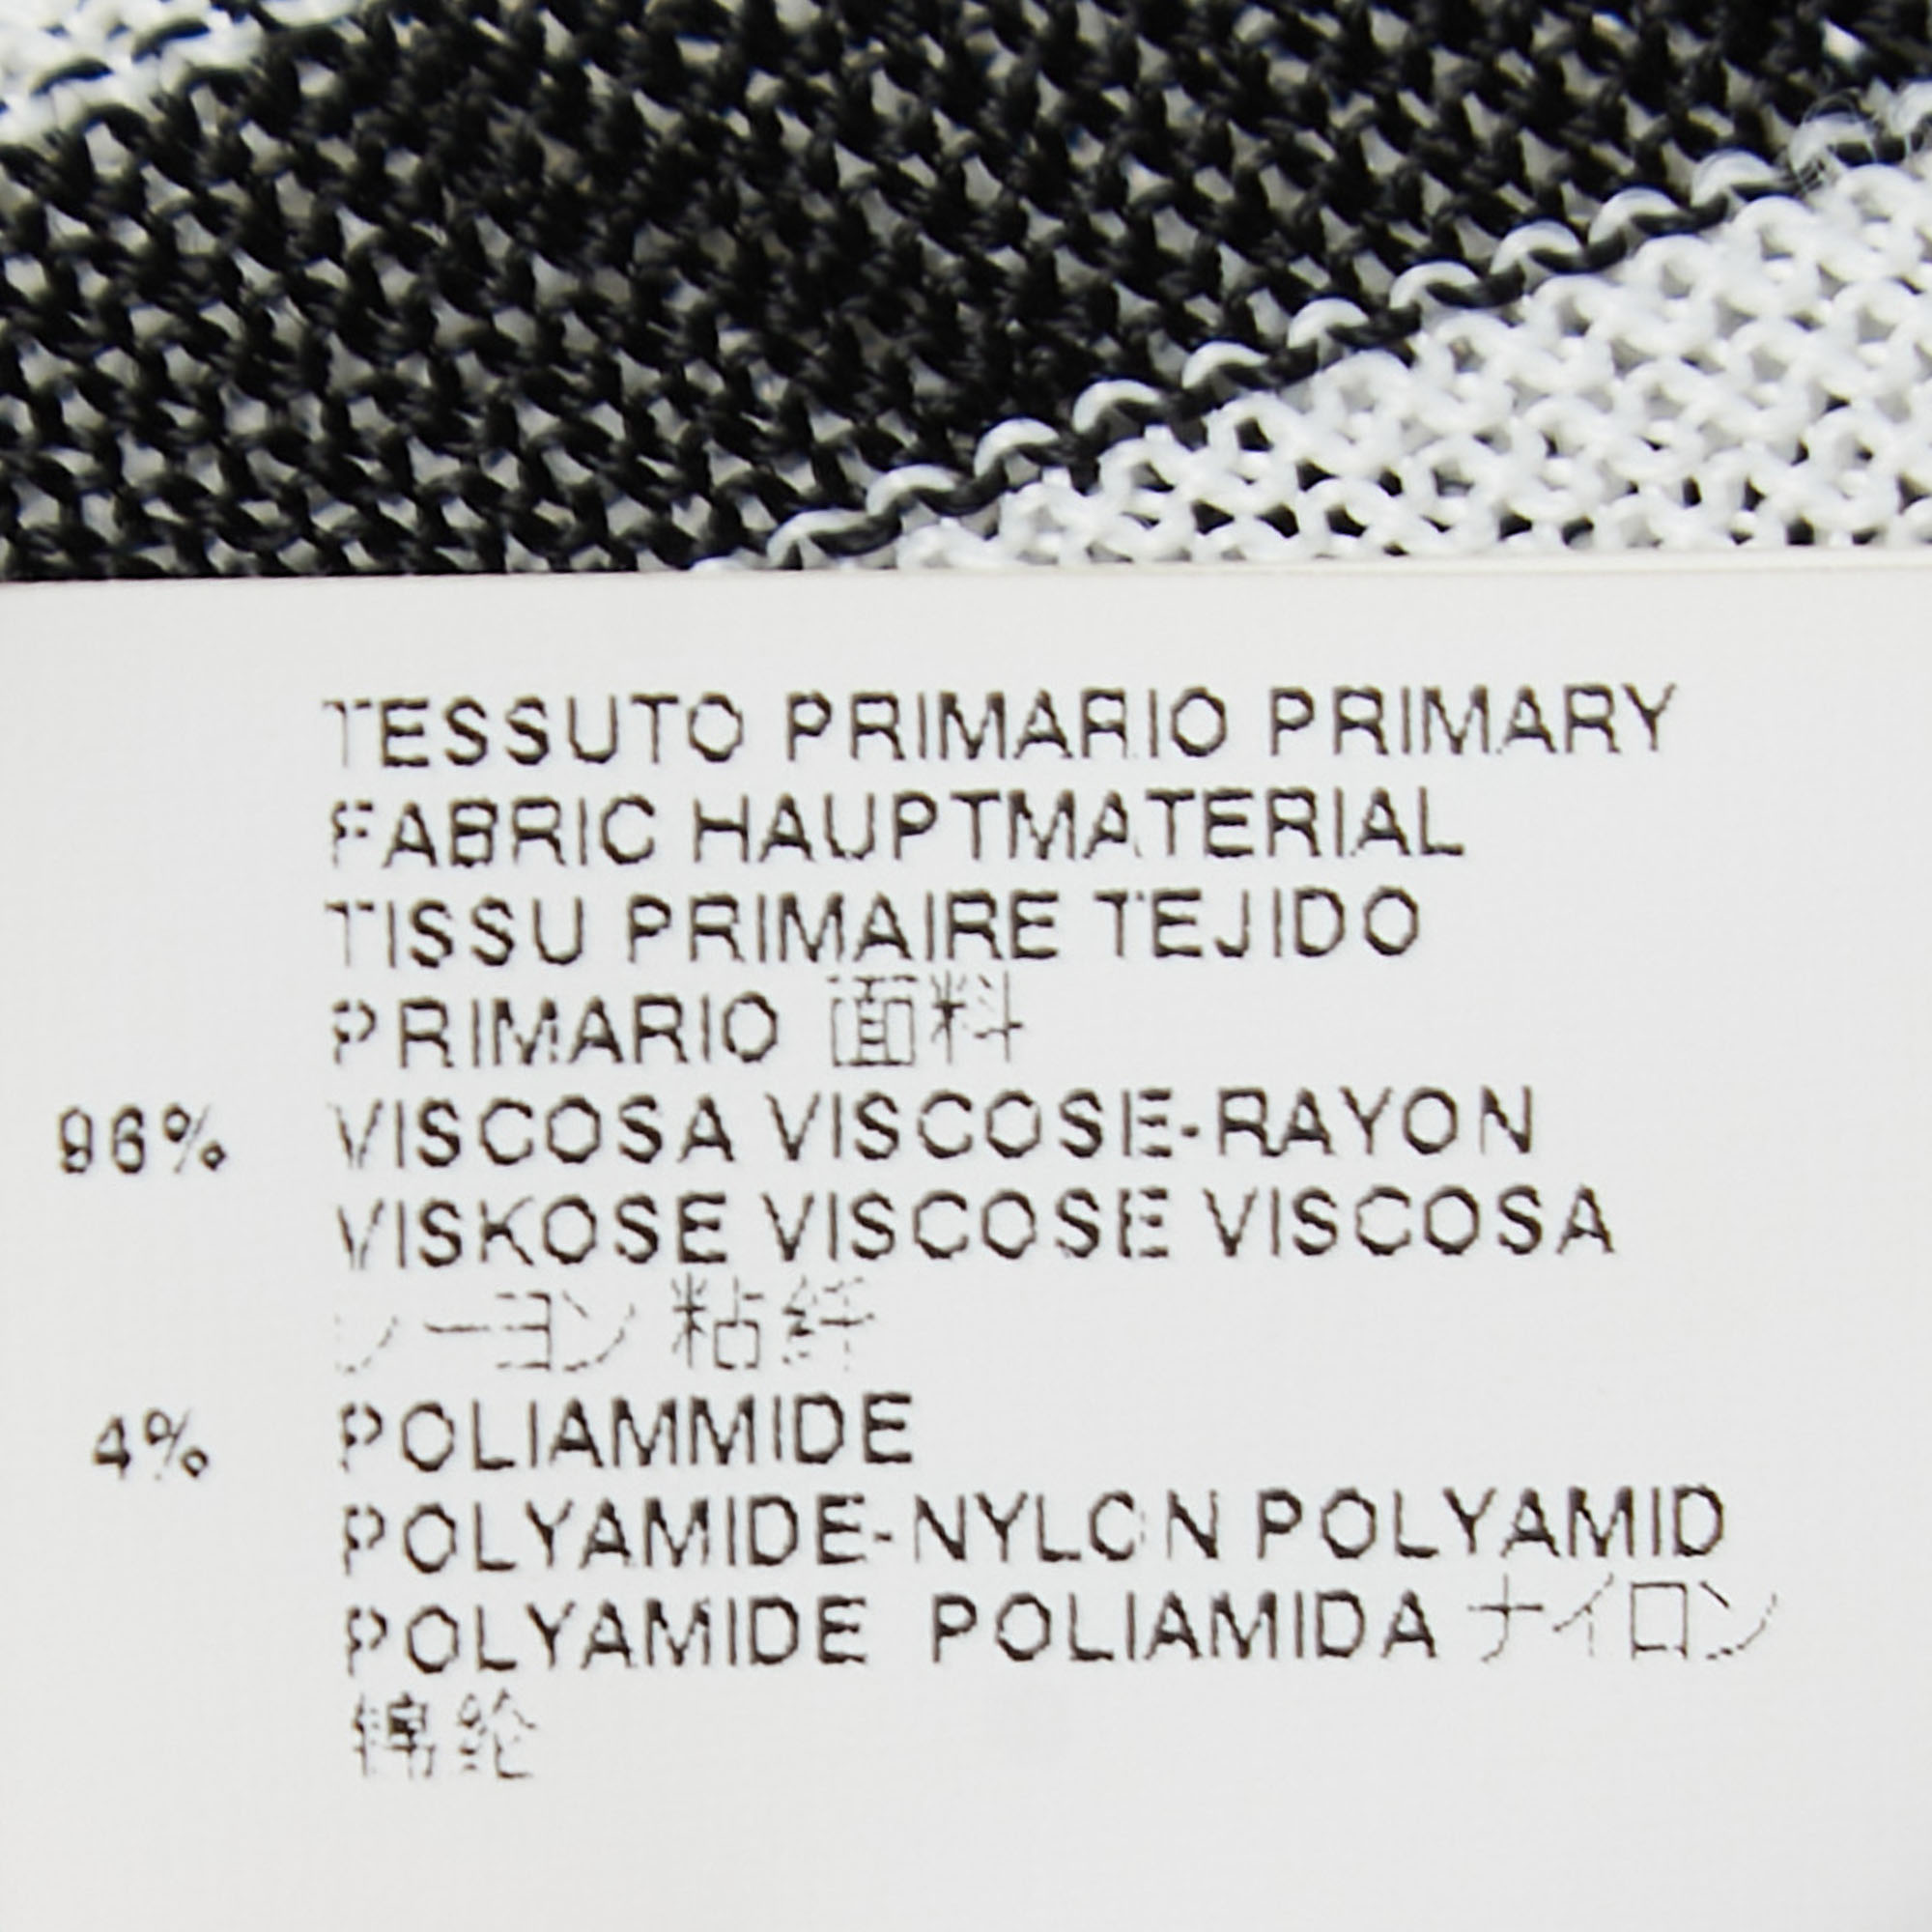 TESSUTO PRIMARIO PRIMARY
FABRIC HAUPTMATERIAL
TISSU PRIMAIRE TEJIDO
PRIMARIO 面料
96% VISCOSA VISCOSE-RAYON
VISKOSE VISCOSE VISCOSA
レーヨン 粘纤
4% POLIAMMIDE
POLYAMIDE-NYLON POLYAMID
POLYAMIDE POLIAMIDA ナイロン
锦纶